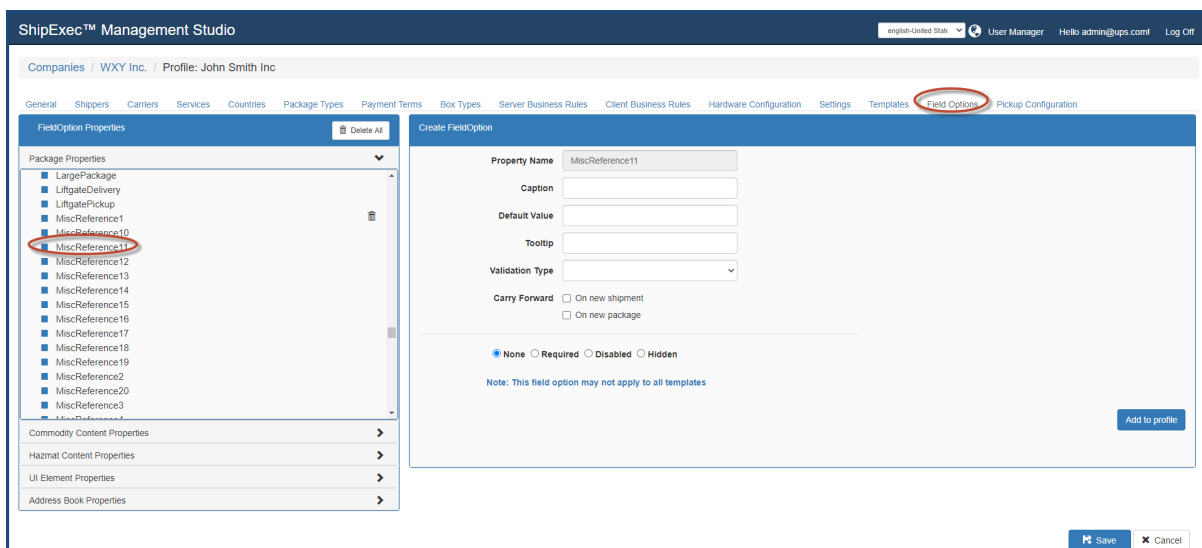 ShipExec™ Management Studio
english-United State User Manager Hello admin@ups.com! Log Off
Companies / WXY Inc. / Profile: John Smith Inc
General Shippers Carriers Services Countries Package Types Payment Terms Box Types Server Business Rules Client Business Rules Hardware Configuration Settings Templates Field Options Pickup Configuration
FieldOption Properties
Delete All
Package Properties
LargePackage
LiftgateDelivery
LiftgatePickup
MiscReference1
MiscReference10
MiscReference11
MiscReference12
MiscReference13
MiscReference14
MiscReference15
MiscReference16
MiscReference17
MiscReference18
MiscReference19
MiscReference2
MiscReference20
MiscReference3
Commodity Content Properties
Hazmat Content Properties
UI Element Properties
Address Book Properties
Create FieldOption
Property Name MiscReference11
Caption
Default Value
Tooltip
Validation Type
Carry Forward On new shipment
On new package
None Required Disabled Hidden
Note: This field option may not apply to all templates
Add to profile
Save Cancel